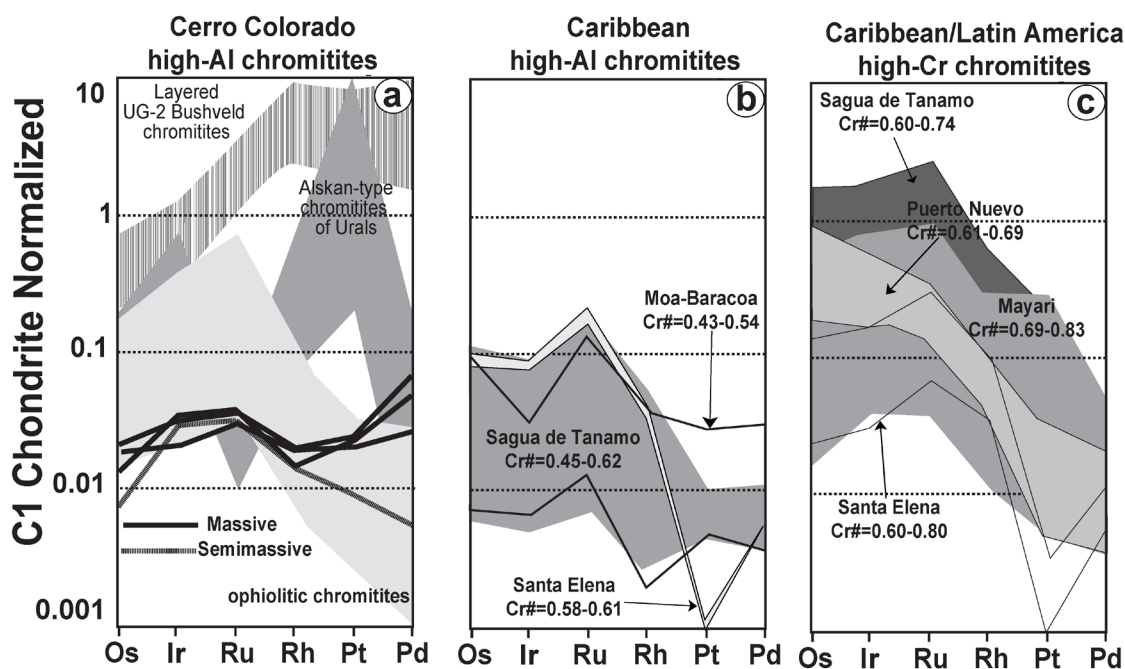 Cerro Colorado
high-Al chromitites
Caribbean
high-Al chromitites
Caribbean/Latin America
high-Cr chromitites
C1 Chondrite Normalized
10
1
0.1
0.01
0.001
a
Layered
UG-2 Bushveld
chromitites
Alskan-type
chromitites
of Urals
Massive
Semimassive
ophiolitic chromitites
Os Ir Ru Rh Pt Pd
b
Moa-Baracoa
Cr#=0.43-0.54
Sagua de Tanamo
Cr#=0.45-0.62
Santa Elena
Cr#=0.58-0.61
Os Ir Ru Rh Pt Pd
c
Sagua de Tanamo
Cr#=0.60-0.74
Puerto Nuevo
Cr#=0.61-0.69
Mayari
Cr#=0.69-0.83
Santa Elena
Cr#=0.60-0.80
Os Ir Ru Rh Pt Pd